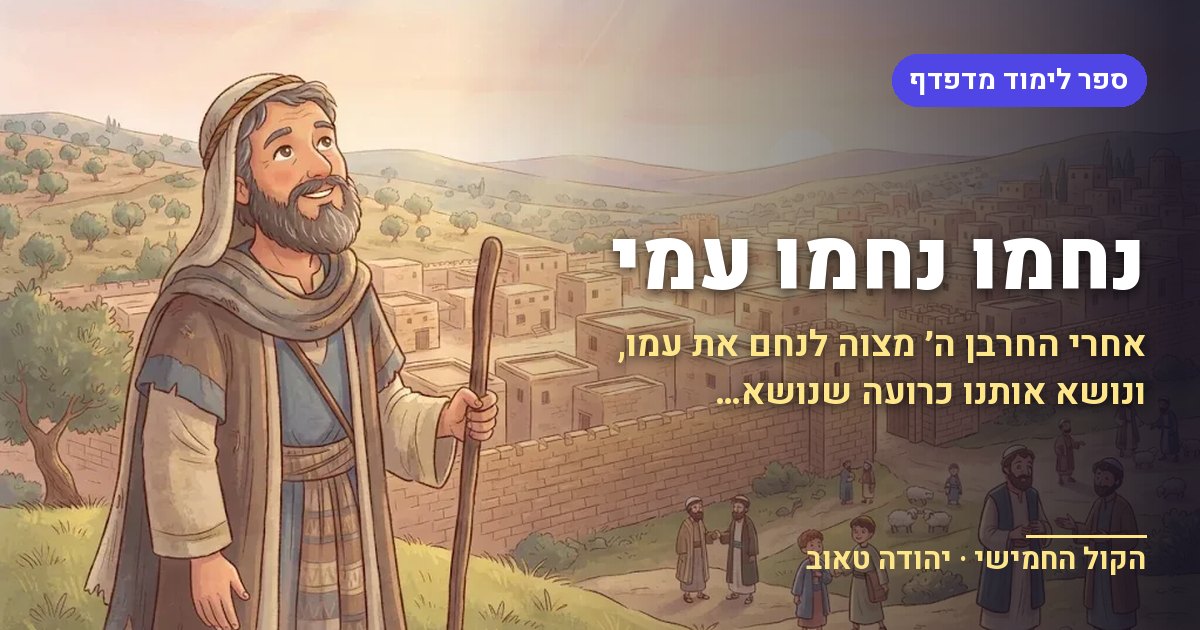 ספר לימוד מדפדף
נחמו נחמו עמי
אחרי החרבן ה׳ מצוה לנחם את עמו,
ונושא אותנו כרועה שנושא...
הקול החמישי · יהודה טאוב